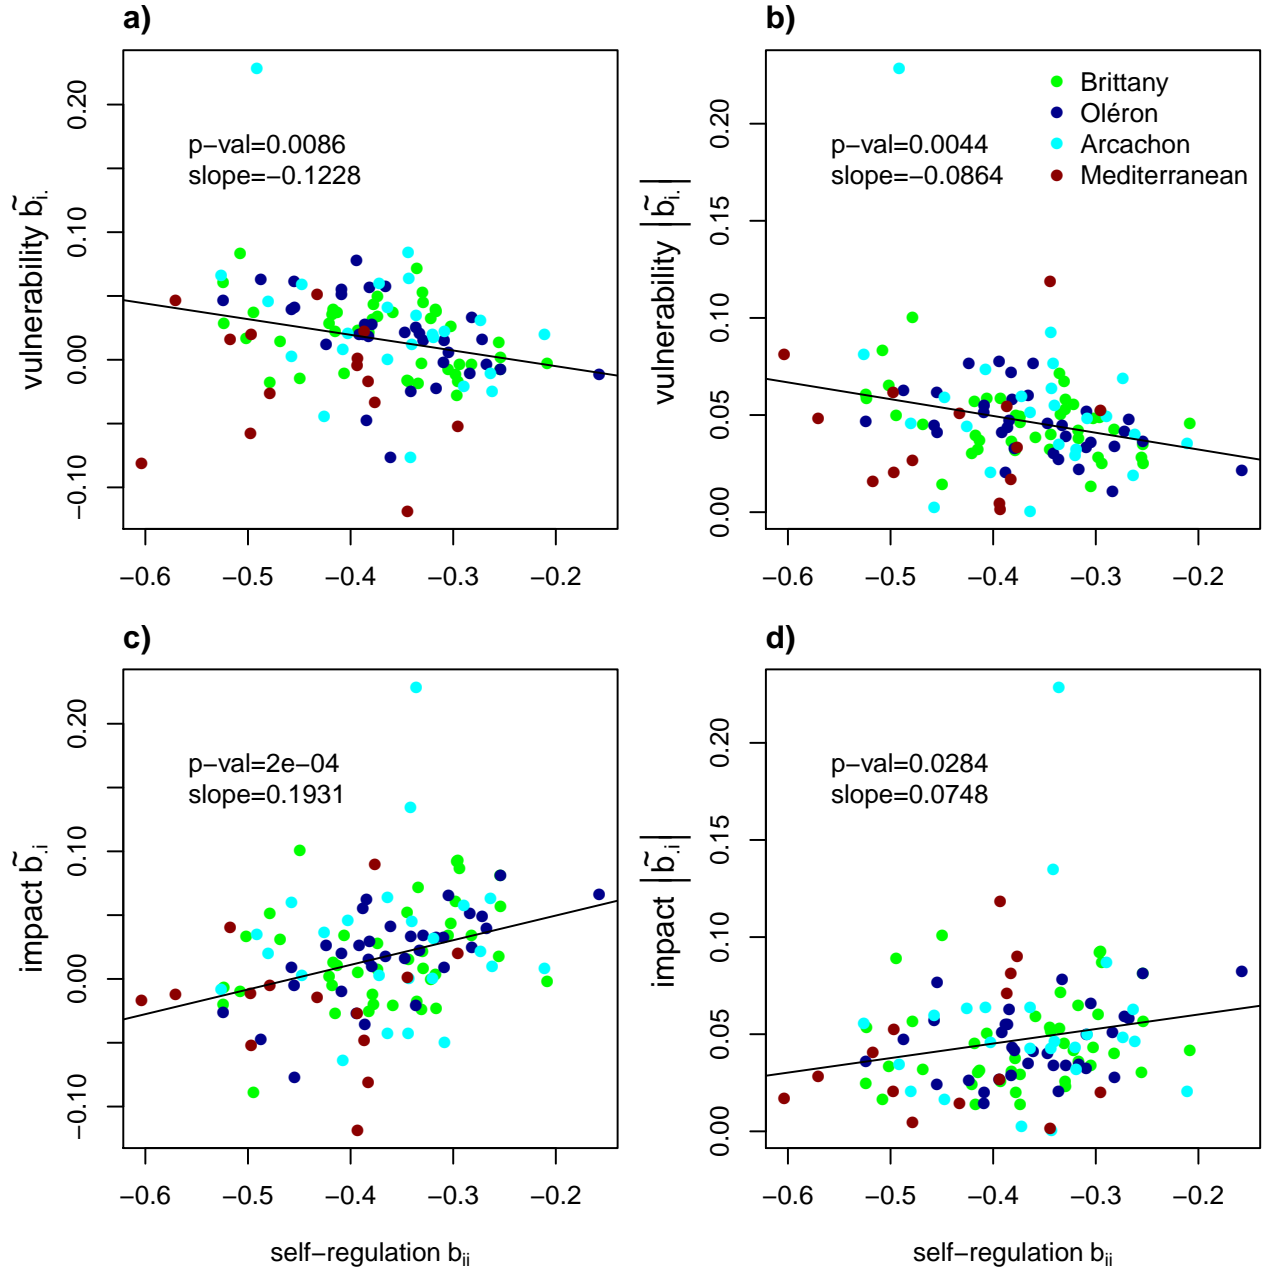 a)
0.20
0.10
0.00
−0.10
vulnerability b̃i.
p−val=0.0086
slope=−0.1228
−0.6 −0.5 −0.4 −0.3 −0.2
b)
0.20
0.15
0.10
0.05
0.00
vulnerability |b̃i.|
p−val=0.0044
slope=−0.0864
Brittany
Oléron
Arcachon
Mediterranean
−0.6 −0.5 −0.4 −0.3 −0.2
c)
0.20
0.10
0.00
−0.10
impact b̃.i
p−val=2e−04
slope=0.1931
−0.6 −0.5 −0.4 −0.3 −0.2
self−regulation bii
d)
0.20
0.15
0.10
0.05
0.00
impact |b̃.i|
p−val=0.0284
slope=0.0748
−0.6 −0.5 −0.4 −0.3 −0.2
self−regulation bii